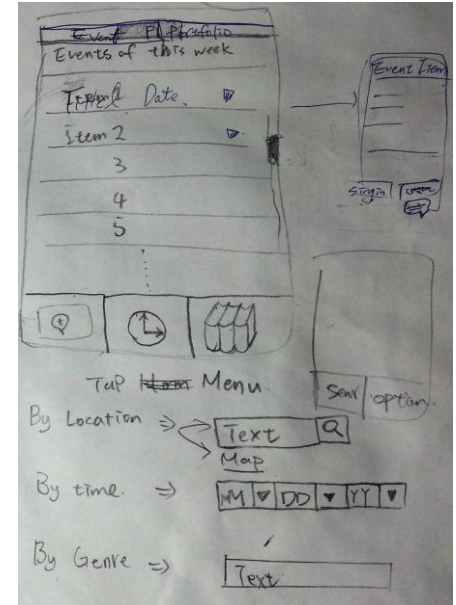 Event Portfolio
Events of this week
Date
Item 2
3
4
5
Event Item
Tap Menu
Sear option
By Location ⇒ Text
Map
By time. ⇒ MM DD YY
By Genre ⇒ Text